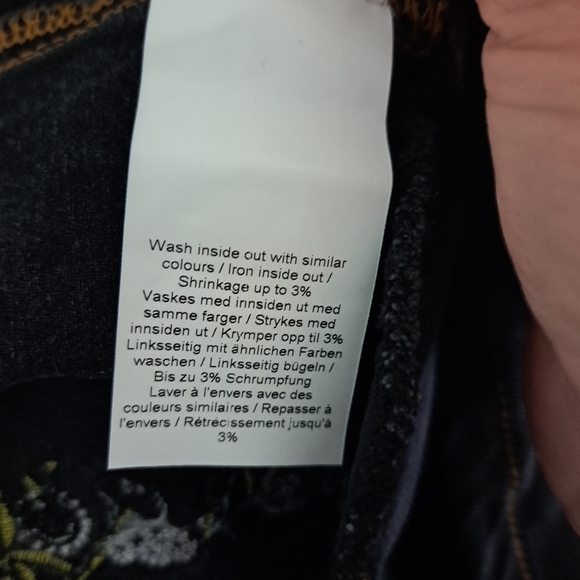 Wash inside out with similar
colours / Iron inside out /
Shrinkage up to 3%
Vaskes med innsiden ut med
samme farger / Strykes med
innsiden ut / Krymper opp til 3%
Linksseitig mit ähnlichen Farben
waschen / Linksseitig bügeln /
Bis zu 3% Schrumpfung
Laver à l'envers avec des
couleurs similaires / Repasser à
l'envers / Rétrécissement jusqu'à
3%